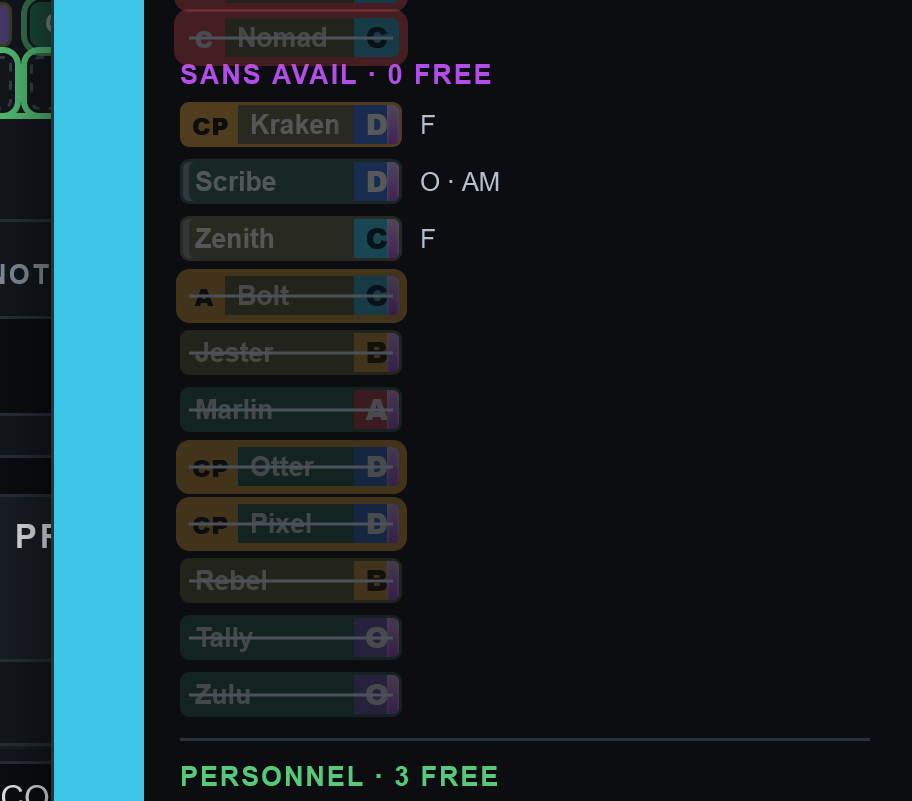 C Nomad C
SANS AVAIL · 0 FREE
CP Kraken D F
Scribe D O · AM
Zenith C F
NOT
A Bolt C
Jester B
Marlin A
CP Otter D
CP Pixel D
PR
Rebel B
Tally O
Zulu O
PERSONNEL · 3 FREE
CO